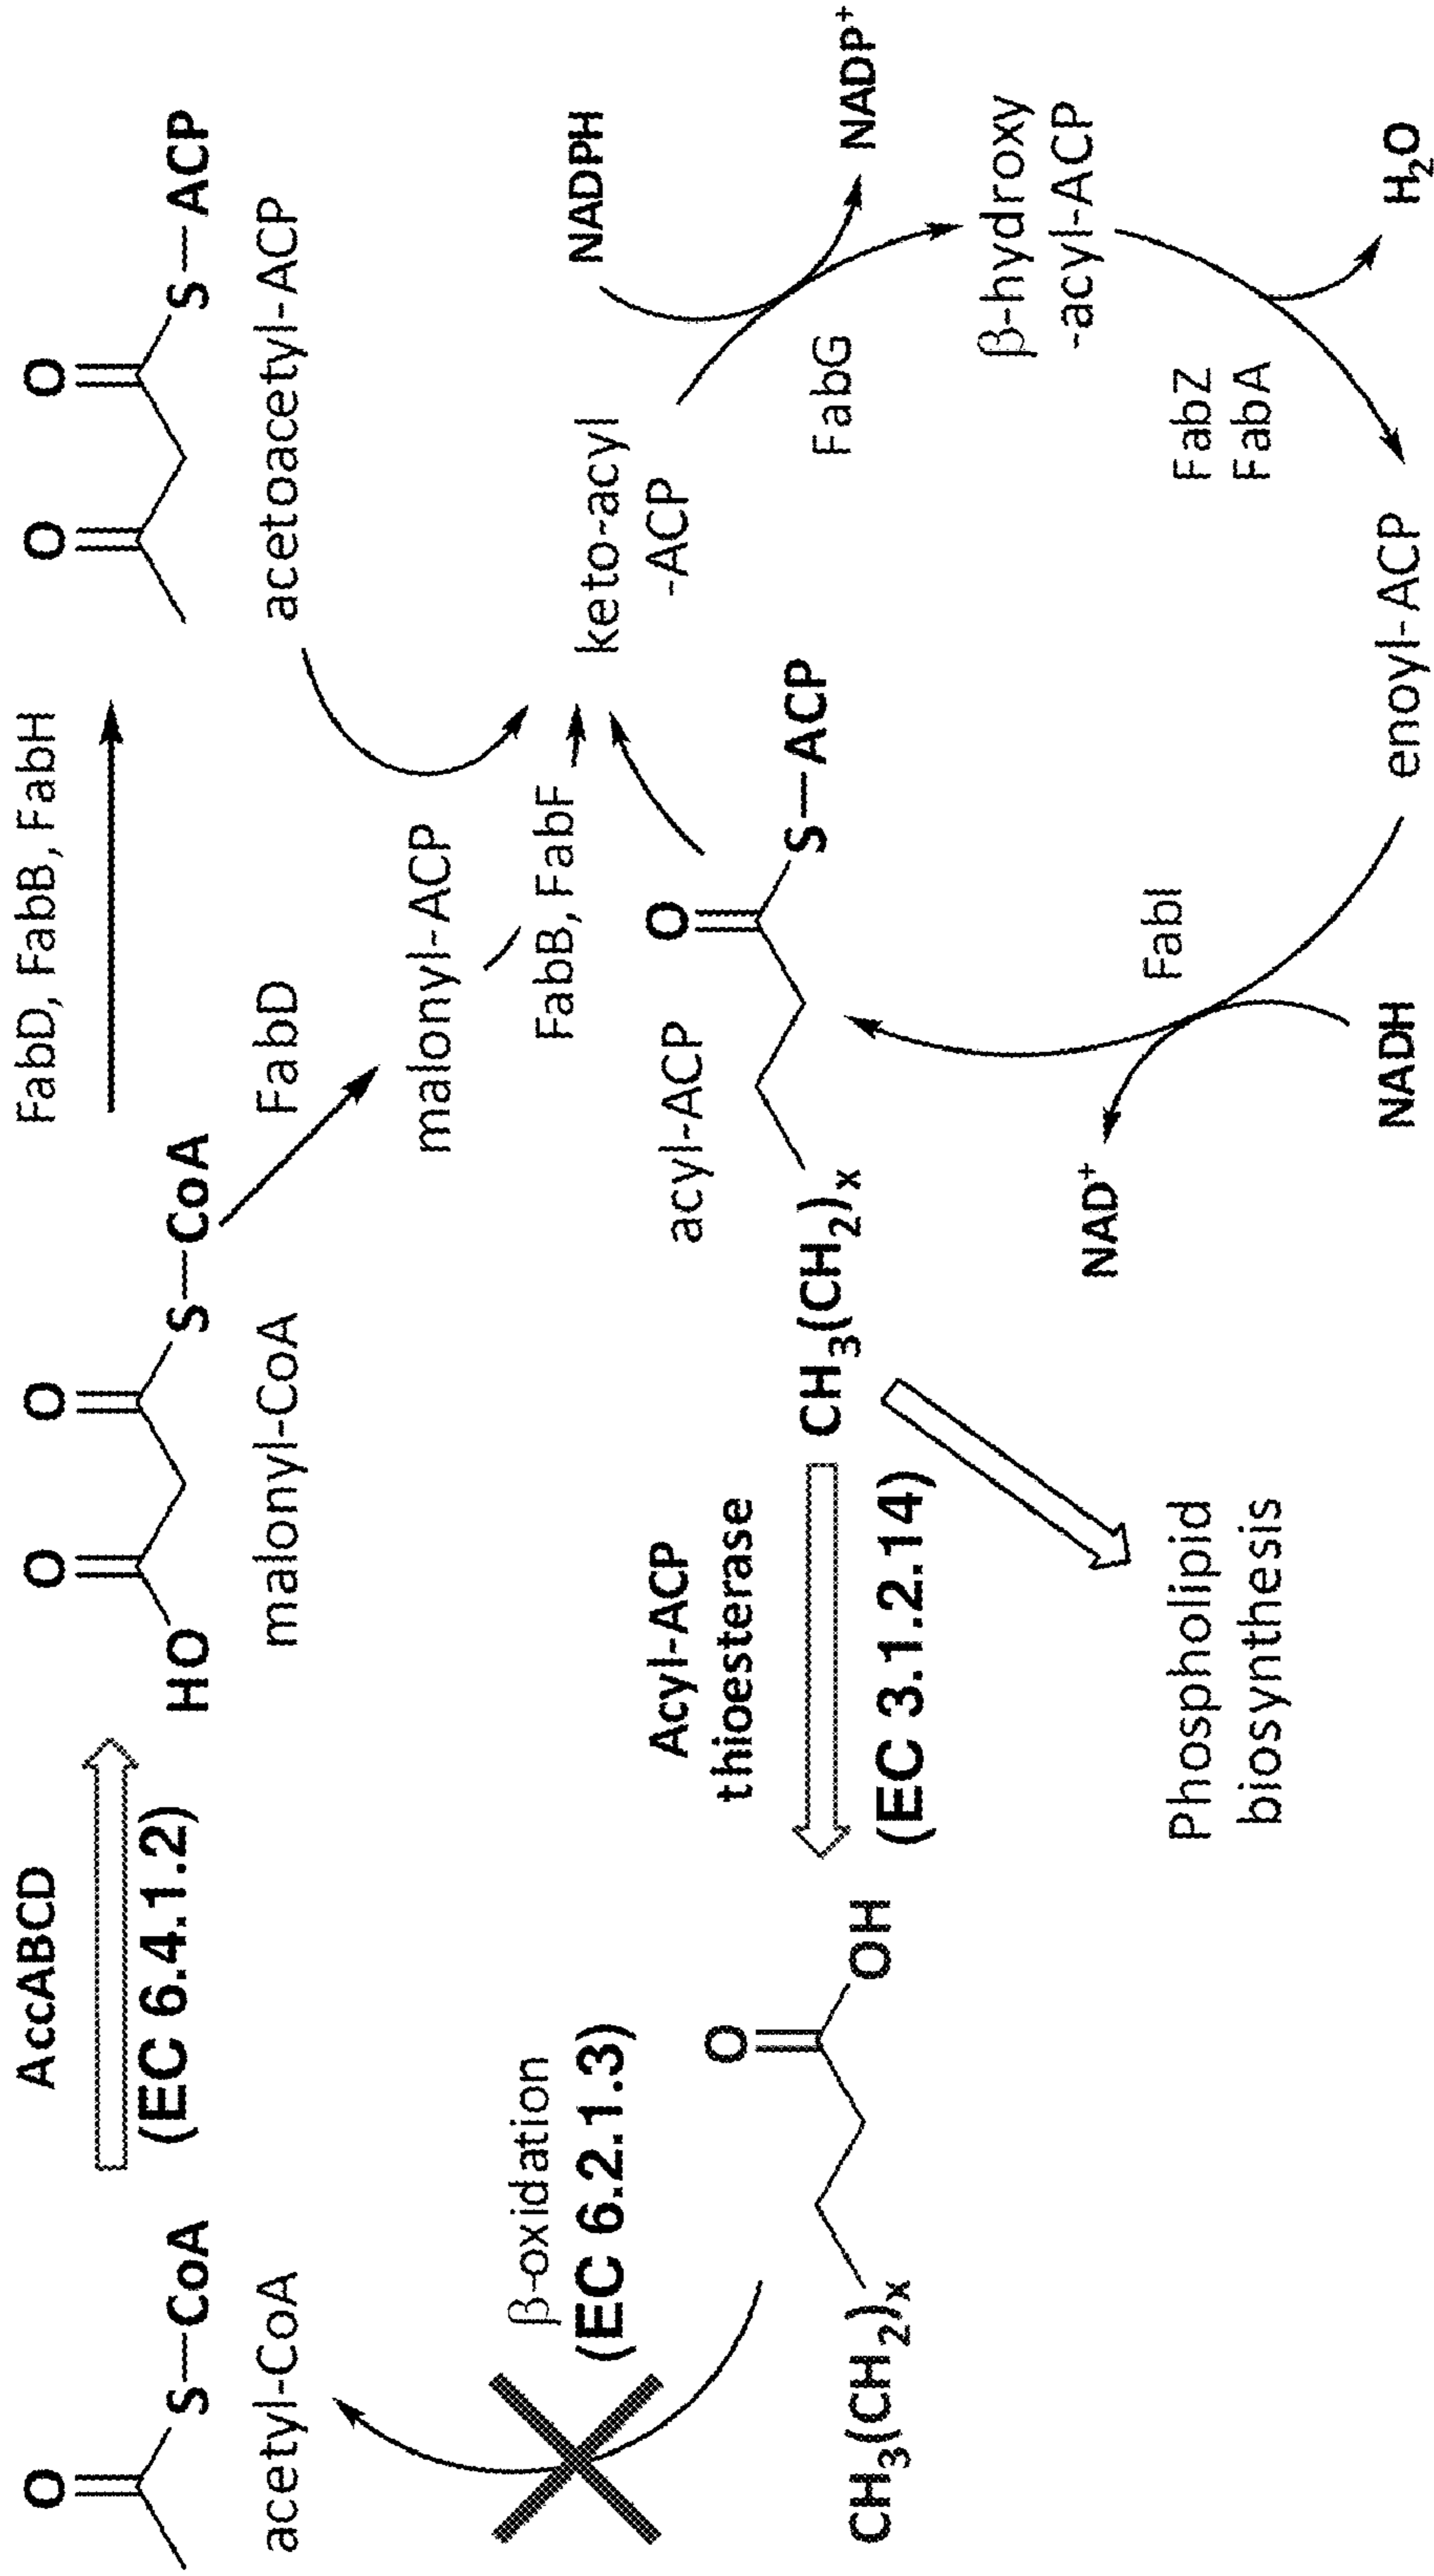 AccABCD
FabD, FabB, FabH
O
S—CoA
(EC 6.4.1.2)
O O
HO S—CoA
O O
S—ACP
acetyl-CoA
malonyl-CoA
FabD
acetoacetyl-ACP
malonyl-ACP
β-oxidation
(EC 6.2.1.3)
FabB, FabF
keto-acyl
-ACP
NADPH
Acyl-ACP
thioesterase
acyl-ACP
O
CH3(CH2)x
S—ACP
FabG
NADP+
O
OH
CH3(CH2)x
(EC 3.1.2.14)
β-hydroxy
-acyl-ACP
NAD+
FabI
Phospholipid
biosynthesis
FabZ
FabA
NADH
enoyl-ACP
H2O